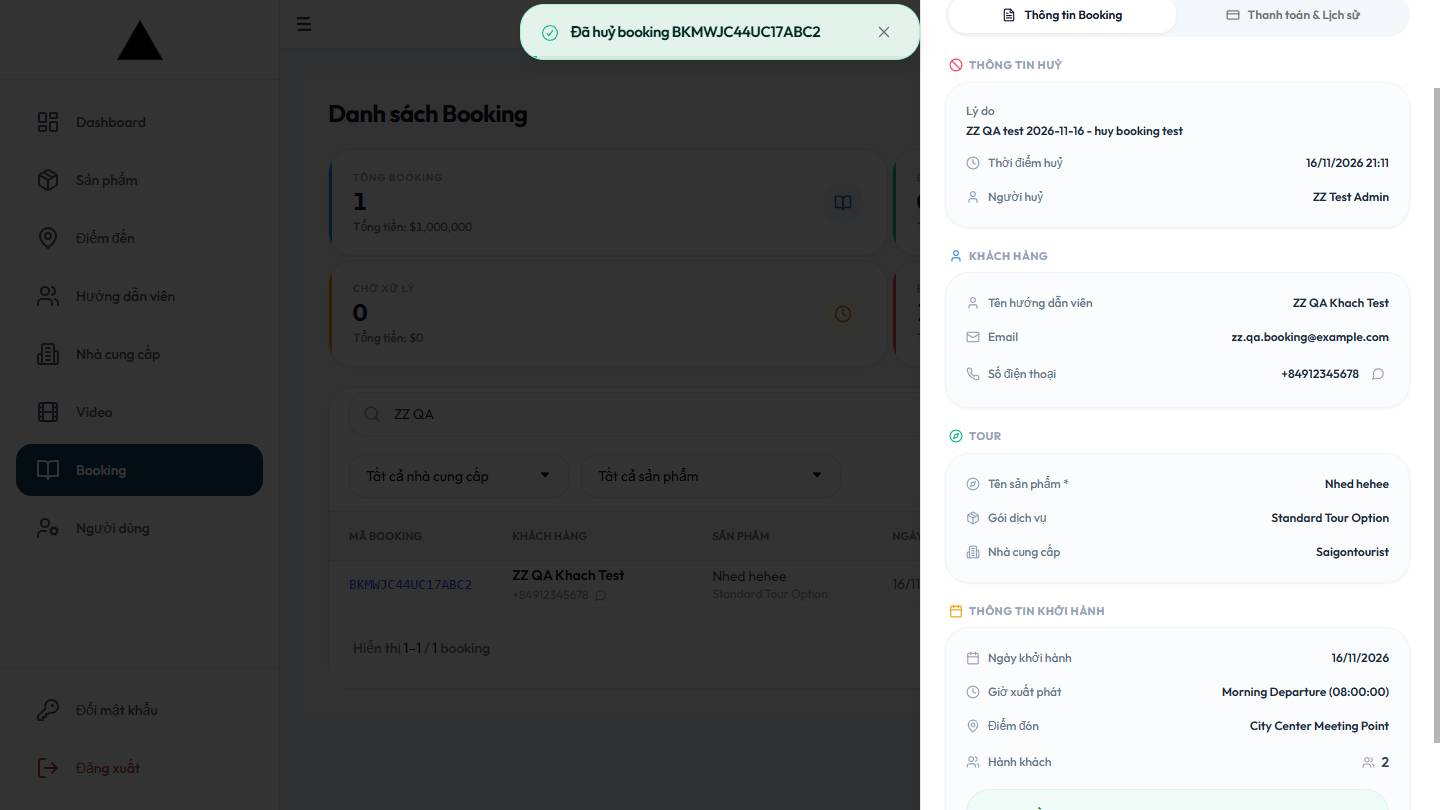 Đã huỷ booking BKMWJC44UC17ABC2
Dashboard
Sản phẩm
Điểm đến
Hướng dẫn viên
Nhà cung cấp
Video
Booking
Người dùng
Đổi mật khẩu
Đăng xuất
Danh sách Booking
TỔNG BOOKING
1
Tổng tiền: $1,000,000
CHỜ XỬ LÝ
0
Tổng tiền: $0
ZZ QA
Tất cả nhà cung cấp
Tất cả sản phẩm
MÃ BOOKING KHÁCH HÀNG SẢN PHẨM NGÀY
BKMWJC44UC17ABC2 ZZ QA Khach Test Nhed hehee 16/11
+84912345678 Standard Tour Option
Hiển thị 1–1 / 1 booking
Thông tin Booking
Thanh toán & Lịch sử
THÔNG TIN HUỶ
Lý do
ZZ QA test 2026-11-16 - huy booking test
Thời điểm huỷ 16/11/2026 21:11
Người huỷ ZZ Test Admin
KHÁCH HÀNG
Tên hướng dẫn viên ZZ QA Khach Test
Email zz.qa.booking@example.com
Số điện thoại +84912345678
TOUR
Tên sản phẩm * Nhed hehee
Gói dịch vụ Standard Tour Option
Nhà cung cấp Saigontourist
THÔNG TIN KHỞI HÀNH
Ngày khởi hành 16/11/2026
Giờ xuất phát Morning Departure (08:00:00)
Điểm đón City Center Meeting Point
Hành khách 2